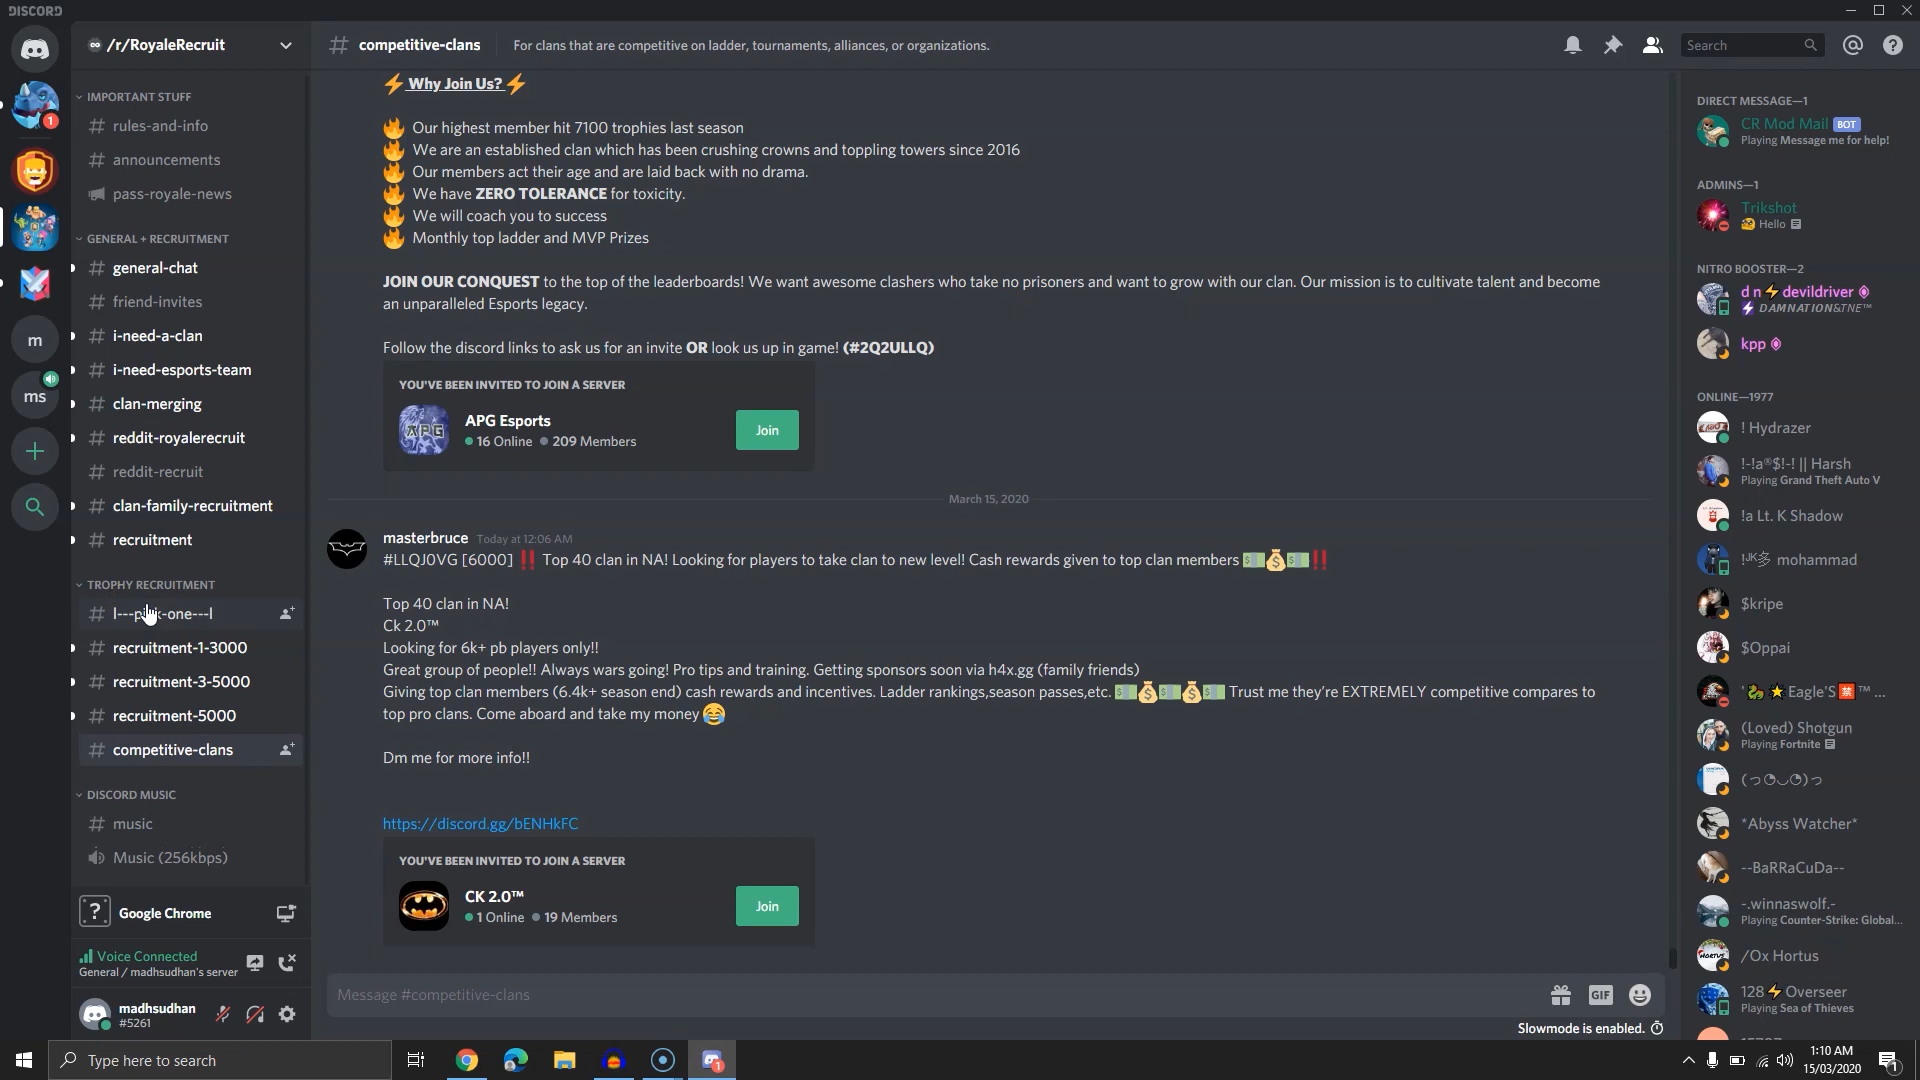 DISCORD
/r/RoyaleRecruit
competitive-clans
For clans that are competitive on ladder, tournaments, alliances, or organizations.
Search
1
m
ms
IMPORTANT STUFF
rules-and-info
announcements
pass-royale-news
GENERAL + RECRUITMENT
general-chat
friend-invites
i-need-a-clan
i-need-esports-team
clan-merging
reddit-royalerecruit
reddit-recruit
clan-family-recruitment
recruitment
TROPHY RECRUITMENT
recruitment-1-3000
recruitment-3-5000
recruitment-5000
competitive-clans
DISCORD MUSIC
music
Music (256kbps)
Google Chrome
Voice Connected
General / madhsudhan's server
madhsudhan
#5261
⚡ Why Join Us? ⚡
🔥 Our highest member hit 7100 trophies last season
🔥 We are an established clan which has been crushing crowns and toppling towers since 2016
🔥 Our members act their age and are laid back with no drama.
🔥 We have ZERO TOLERANCE for toxicity.
🔥 We will coach you to success
🔥 Monthly top ladder and MVP Prizes
JOIN OUR CONQUEST to the top of the leaderboards! We want awesome clashers who take no prisoners and want to grow with our clan. Our mission is to cultivate talent and become
an unparalleled Esports legacy.
Follow the discord links to ask us for an invite OR look us up in game! (#2Q2ULLQ)
YOU'VE BEEN INVITED TO JOIN A SERVER
APG
APG Esports
16 Online 209 Members
Join
March 15, 2020
masterbruce Today at 12:06 AM
#LLQJ0VG [6000] ‼️ Top 40 clan in NA! Looking for players to take clan to new level! Cash rewards given to top clan members 💵💰💵‼️
Top 40 clan in NA!
Ck 2.0™
Looking for 6k+ pb players only!!
Great group of people!! Always wars going! Pro tips and training. Getting sponsors soon via h4x.gg (family friends)
Giving top clan members (6.4k+ season end) cash rewards and incentives. Ladder rankings,season passes,etc. 💵💰💵💰💵 Trust me they're EXTREMELY competitive compares to
top pro clans. Come aboard and take my money 😂
Dm me for more info!!
https://discord.gg/bENHkFC
YOU'VE BEEN INVITED TO JOIN A SERVER
CK 2.0™
1 Online 19 Members
Join
Message #competitive-clans
GIF
Slowmode is enabled.
DIRECT MESSAGE—1
CR Mod Mail BOT
Playing Message me for help!
ADMINS—1
Trikshot
Hello
NITRO BOOSTER—2
d n⚡devildriver
DAMNATION&TNE™
kpp
ONLINE—1977
! Hydrazer
!-!a®$!-! || Harsh
Playing Grand Theft Auto V
!a Lt. K Shadow
mohammad
$kripe
$Oppai
'🐉⭐Eagle'S🈲™ ...
(Loved) Shotgun
Playing Fortnite
(っ◔◡◔)っ
*Abyss Watcher*
--BaRRaCuDa--
-.winnaswolf.-
Playing Counter-Strike: Global...
/Ox Hortus
128⚡Overseer
Playing Sea of Thieves
Type here to search
1
1:10 AM
15/03/2020
1